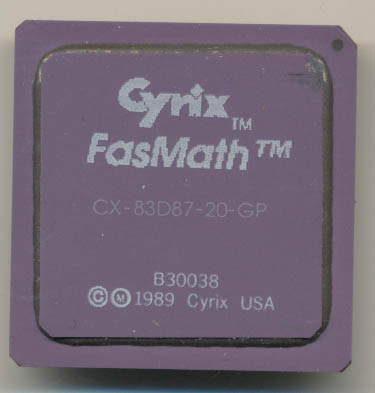 Cyrix™
FasMath™
CX-83D87-20-GP
B30038
©Ⓜ1989 Cyrix USA